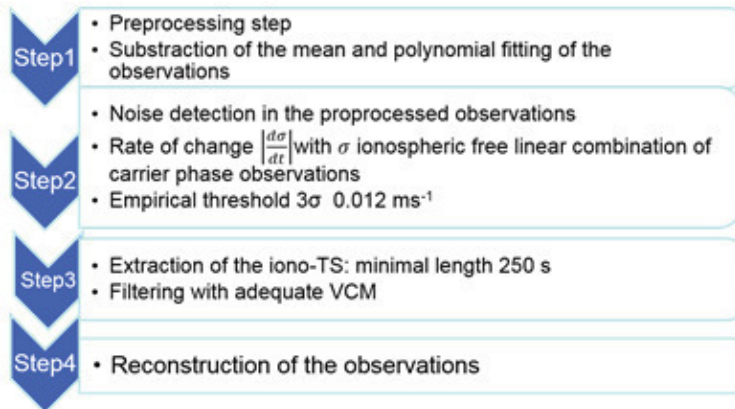 Step1
• Preprocessing step
• Substraction of the mean and polynomial fitting of the
observations
Step2
• Noise detection in the proprocessed observations
• Rate of change |dσ/dt| with σ ionospheric free linear combination of
carrier phase observations
• Empirical threshold 3σ 0.012 ms⁻¹
Step3
• Extraction of the iono-TS: minimal length 250 s
• Filtering with adequate VCM
Step4
• Reconstruction of the observations